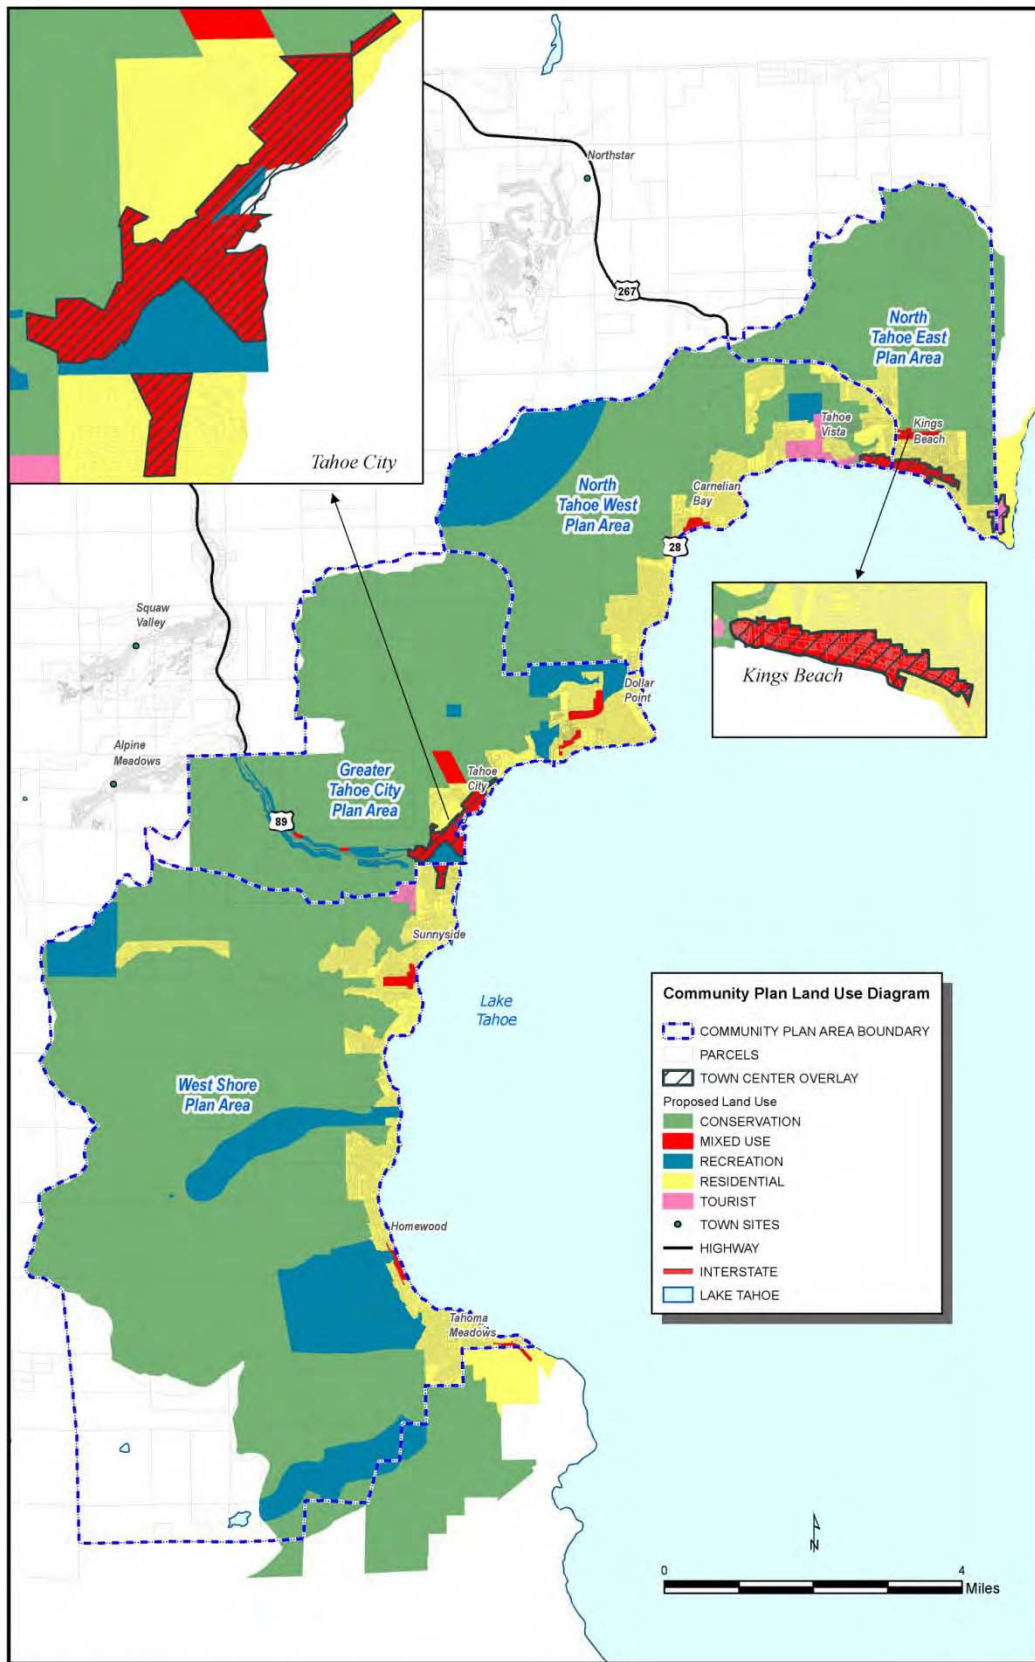 Tahoe City
Northstar
267
North
Tahoe East
Plan Area
Tahoe
Vista
Kings
Beach
North
Tahoe West
Plan Area
Carnelian
Bay
28
Squaw
Valley
Kings Beach
Dollar
Point
Alpine
Meadows
Greater
Tahoe City
Plan Area
Tahoe
City
89
Sunnyside
Lake
Tahoe
West Shore
Plan Area
Homewood
Tahoma
Meadows
Community Plan Land Use Diagram
COMMUNITY PLAN AREA BOUNDARY
PARCELS
TOWN CENTER OVERLAY
Proposed Land Use
CONSERVATION
MIXED USE
RECREATION
RESIDENTIAL
TOURIST
TOWN SITES
HIGHWAY
INTERSTATE
LAKE TAHOE
N
0 4
Miles